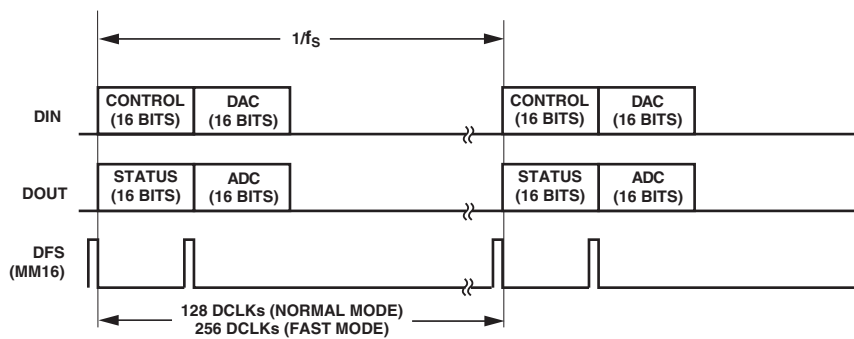 1/fS
DIN
CONTROL
(16 BITS)
DAC
(16 BITS)
CONTROL
(16 BITS)
DAC
(16 BITS)
DOUT
STATUS
(16 BITS)
ADC
(16 BITS)
STATUS
(16 BITS)
ADC
(16 BITS)
DFS
(MM16)
128 DCLKs (NORMAL MODE)
256 DCLKs (FAST MODE)